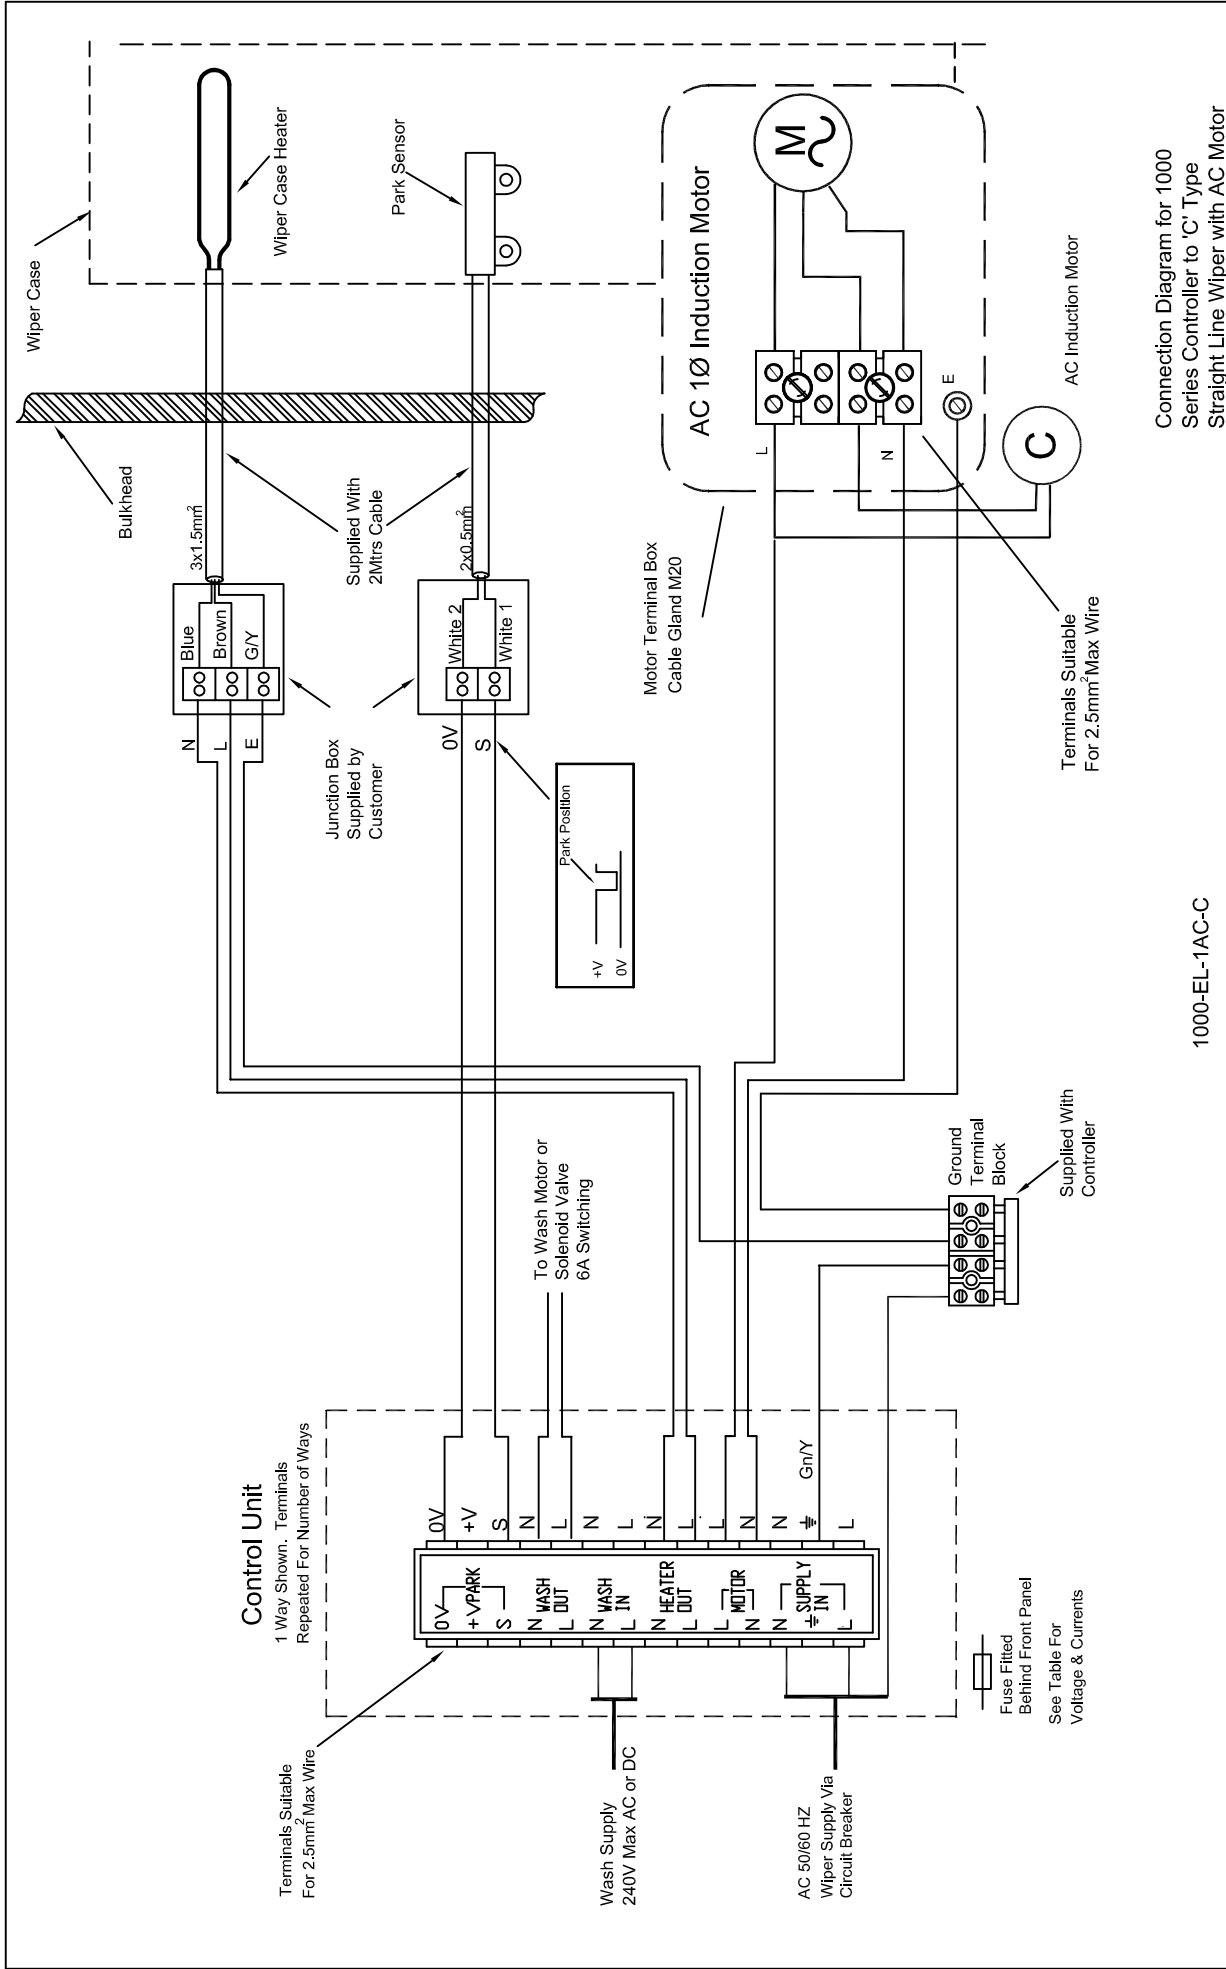 Wiper Case
Bulkhead
Wiper Case Heater
Park Sensor
3x1.5mm²
Supplied With
2Mtrs Cable
2x0.5mm²
Blue
Brown
G/Y
N
L
E
White 2
White 1
0V
S
Junction Box
Supplied by
Customer
Park Position
+V
0V
AC 1Ø Induction Motor
M
L
N
E
C
AC Induction Motor
Motor Terminal Box
Cable Gland M20
Terminals Suitable
For 2.5mm² Max Wire
Control Unit
1 Way Shown. Terminals
Repeated For Number of Ways
0V
+V
S
N
L
N
L
N
L
L
N
N
L
0V
+V PARK
S
N WASH
L OUT
N WASH
L IN
N HEATER
L OUT
L MOTOR
N
N SUPPLY
IN
L
Gn/Y
To Wash Motor or
Solenoid Valve
6A Switching
Ground
Terminal
Block
Supplied With
Controller
Terminals Suitable
For 2.5mm² Max Wire
Wash Supply
240V Max AC or DC
AC 50/60 HZ
Wiper Supply Via
Circuit Breaker
Fuse Fitted
Behind Front Panel
See Table For
Voltage & Currents
1000-EL-1AC-C
Connection Diagram for 1000
Series Controller to 'C' Type
Straight Line Wiper with AC Motor